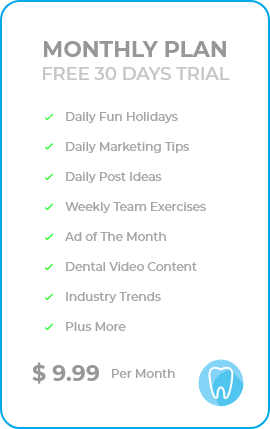 MONTHLY PLAN
FREE 30 DAYS TRIAL
Daily Fun Holidays
Daily Marketing Tips
Daily Post Ideas
Weekly Team Exercises
Ad of The Month
Dental Video Content
Industry Trends
Plus More
$ 9.99 Per Month